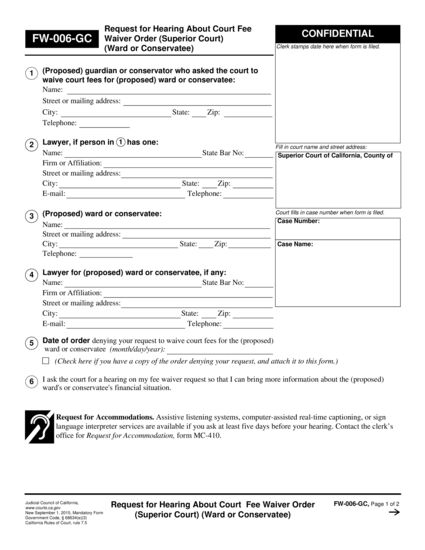 FW-006-GC
Request for Hearing About Court Fee
Waiver Order (Superior Court)
(Ward or Conservatee)
CONFIDENTIAL
Clerk stamps date here when form is filed.
1 (Proposed) guardian or conservator who asked the court to
waive court fees for (proposed) ward or conservatee:
Name:
Street or mailing address:
City: State: Zip:
Telephone:
2 Lawyer, if person in 1 has one:
Name: State Bar No:
Firm or Affiliation:
Street or mailing address:
City: State: Zip:
E-mail: Telephone:
Fill in court name and street address:
Superior Court of California, County of
3 (Proposed) ward or conservatee:
Name:
Street or mailing address:
City: State: Zip:
Telephone:
Court fills in case number when form is filed.
Case Number:
Case Name:
4 Lawyer for (proposed) ward or conservatee, if any:
Name: State Bar No:
Firm or Affiliation:
Street or mailing address:
City: State: Zip:
E-mail: Telephone:
5 Date of order denying your request to waive court fees for the (proposed)
ward or conservatee (month/day/year):
(Check here if you have a copy of the order denying your request, and attach it to this form.)
6 I ask the court for a hearing on my fee waiver request so that I can bring more information about the (proposed)
ward's or conservatee's financial situation.
Request for Accommodations. Assistive listening systems, computer-assisted real-time captioning, or sign
language interpreter services are available if you ask at least five days before your hearing. Contact the clerk's
office for Request for Accommodation, form MC-410.
Judicial Council of California,
www.courts.ca.gov
New September 1, 2015, Mandatory Form
Government Code, § 68634(e)(2)
California Rules of Court, rule 7.5
Request for Hearing About Court Fee Waiver Order
(Superior Court) (Ward or Conservatee)
FW-006-GC, Page 1 of 2